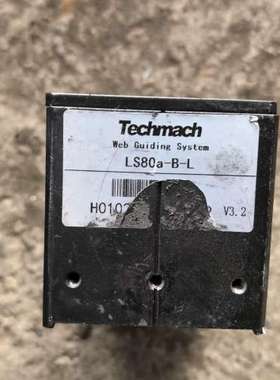 Techmach
Web Guiding System
LS80a-B-L
V3.2